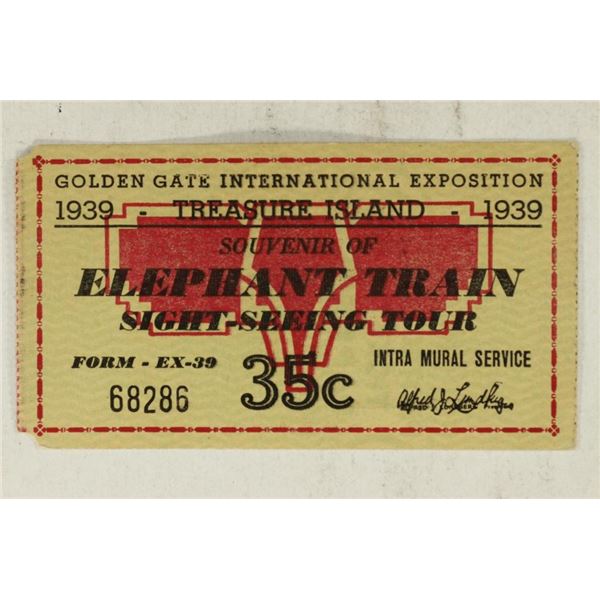 GOLDEN GATE INTERNATIONAL EXPOSITION
1939 - TREASURE ISLAND - 1939
SOUVENIR OF
ELEPHANT TRAIN
SIGHT-SEEING TOUR
FORM - EX-39 35c INTRA MURAL SERVICE
68286 Alfred J.